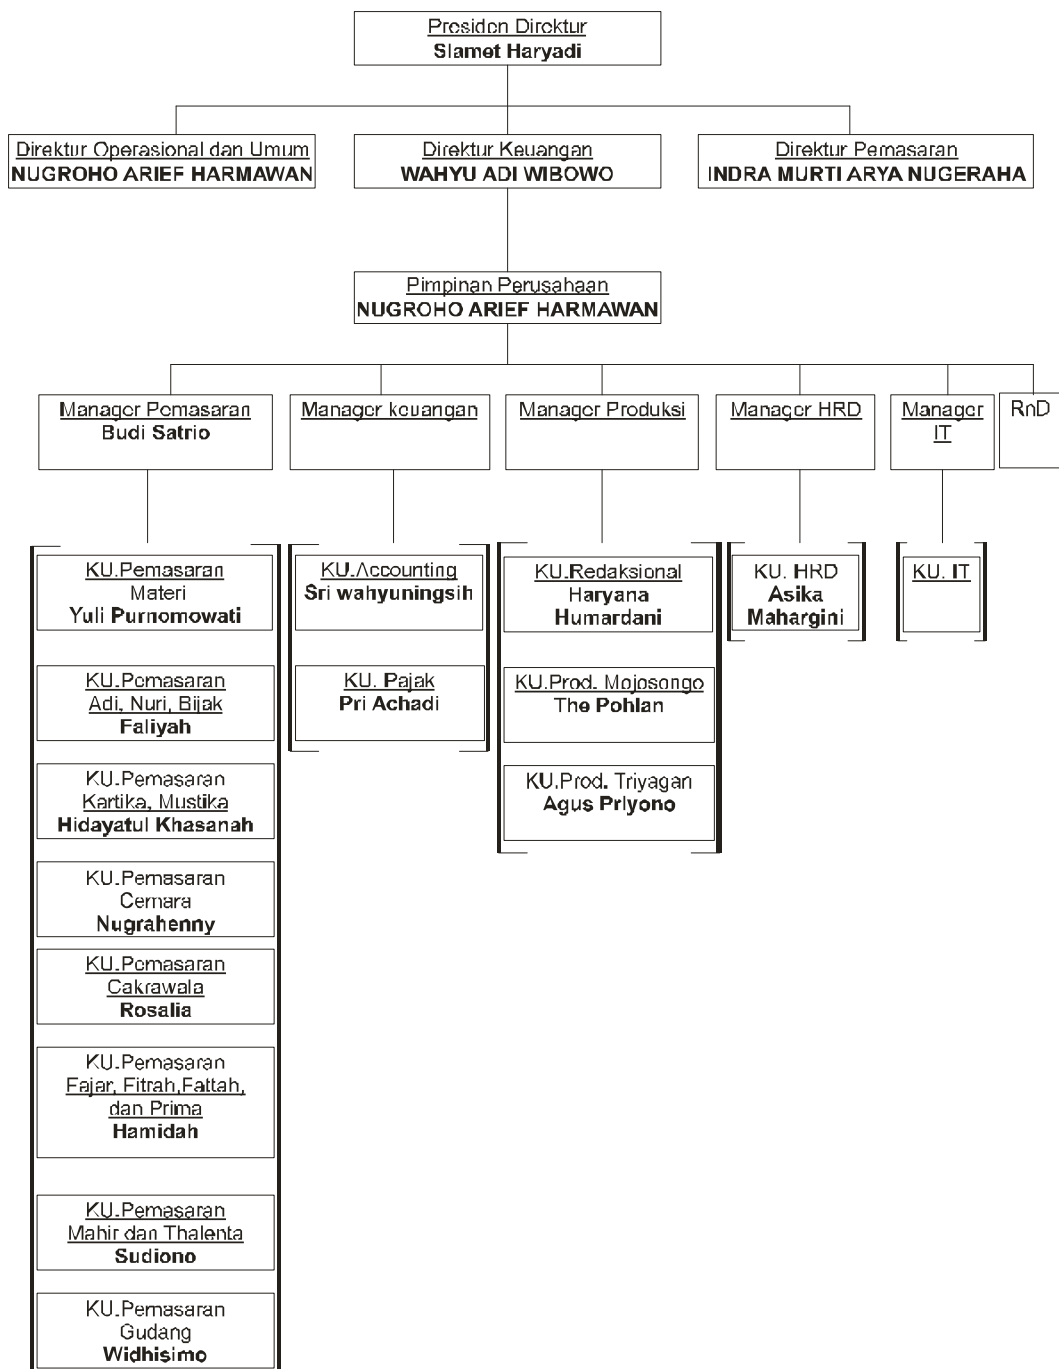 Presiden Direktur
Slamet Haryadi
Direktur Operasional dan Umum
NUGROHO ARIEF HARMAWAN
Direktur Keuangan
WAHYU ADI WIBOWO
Direktur Pemasaran
INDRA MURTI ARYA NUGERAHA
Pimpinan Perusahaan
NUGROHO ARIEF HARMAWAN
Manager Pemasaran
Budi Satrio
Manager keuangan
Manager Produksi
Manager HRD
Manager
IT
RnD
KU.Pemasaran
Materi
Yuli Purnomowati
KU.Pemasaran
Adi, Nuri, Bijak
Faliyah
KU.Pemasaran
Kartika, Mustika
Hidayatul Khasanah
KU.Pemasaran
Cemara
Nugrahenny
KU.Pemasaran
Cakrawala
Rosalia
KU.Pemasaran
Fajar, Fitrah,Fattah,
dan Prima
Hamidah
KU.Pemasaran
Mahir dan Thalenta
Sudiono
KU.Pemasaran
Gudang
Widhisimo
KU.Accounting
Sri wahyuningsih
KU. Pajak
Pri Achadi
KU.Redaksional
Haryana
Humardani
KU.Prod. Mojosongo
The Pohlan
KU.Prod. Triyagan
Agus Priyono
KU. HRD
Asika
Mahargini
KU. IT